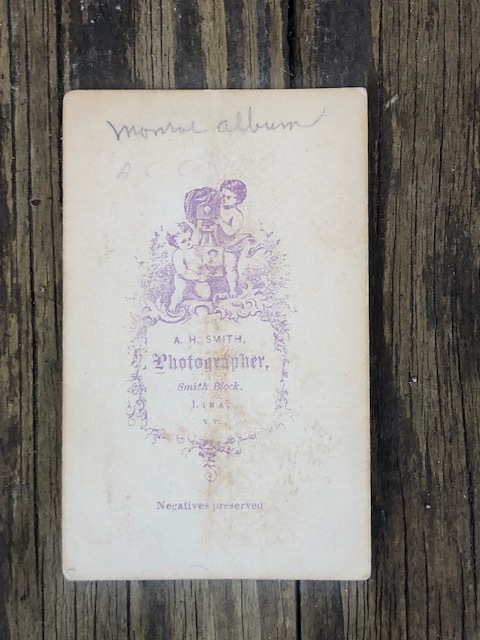 Monroe album
A. H. SMITH,
Photographer,
Smith Block,
LIMA,
Negatives preserved